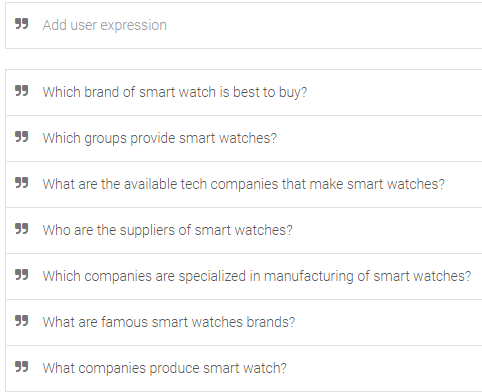 Add user expression
Which brand of smart watch is best to buy?
Which groups provide smart watches?
What are the available tech companies that make smart watches?
Who are the suppliers of smart watches?
Which companies are specialized in manufacturing of smart watches?
What are famous smart watches brands?
What companies produce smart watch?